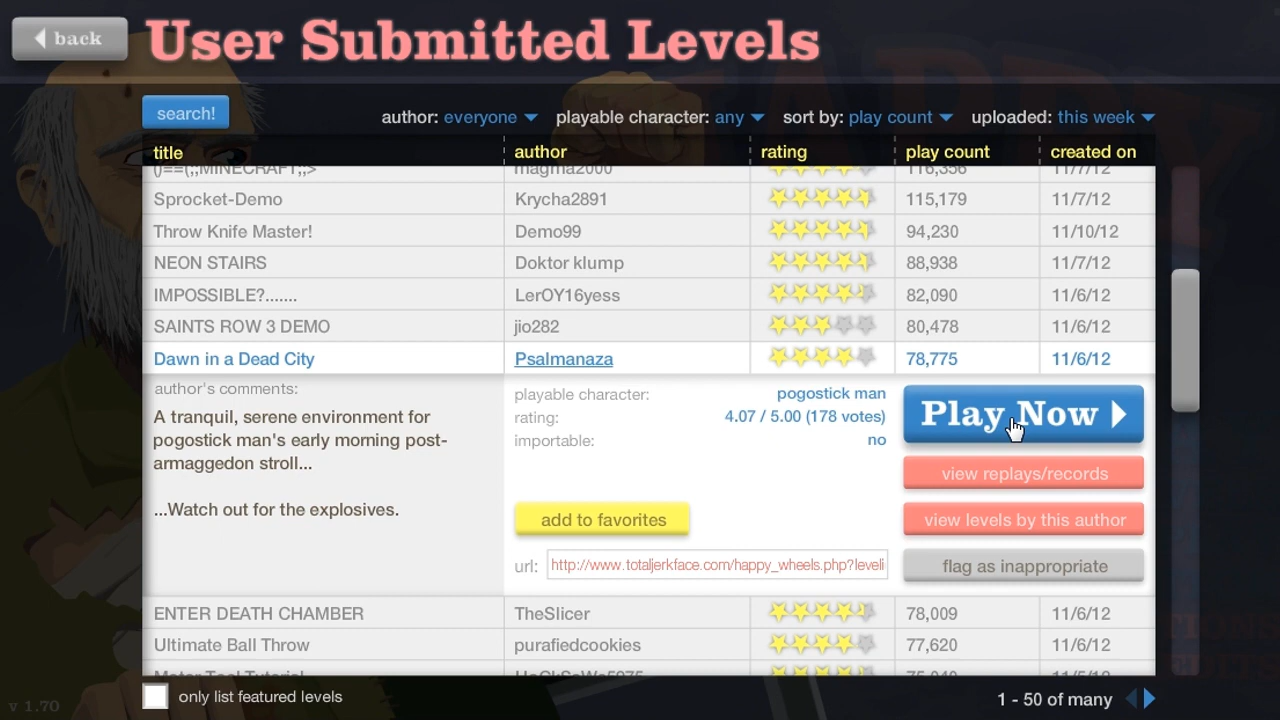 back
User Submitted Levels
search!
author: everyone playable character: any sort by: play count uploaded: this week
title author rating play count created on
()==(;;MINECRAFT;;> magma2000 116,356 11/7/12
Sprocket-Demo Krycha2891 115,179 11/7/12
Throw Knife Master! Demo99 94,230 11/10/12
NEON STAIRS Doktor klump 88,938 11/7/12
IMPOSSIBLE?....... LerOY16yess 82,090 11/6/12
SAINTS ROW 3 DEMO jio282 80,478 11/6/12
Dawn in a Dead City Psalmanaza 78,775 11/6/12
author's comments:
A tranquil, serene environment for
pogostick man's early morning post-
armaggedon stroll...
...Watch out for the explosives.
playable character: pogostick man
rating: 4.07 / 5.00 (178 votes)
importable: no
add to favorites
url: http://www.totaljerkface.com/happy_wheels.php?leveli
Play Now
view replays/records
view levels by this author
flag as inappropriate
ENTER DEATH CHAMBER TheSlicer 78,009 11/6/12
Ultimate Ball Throw purafiedcookies 77,620 11/6/12
only list featured levels
1 - 50 of many
v 1.70